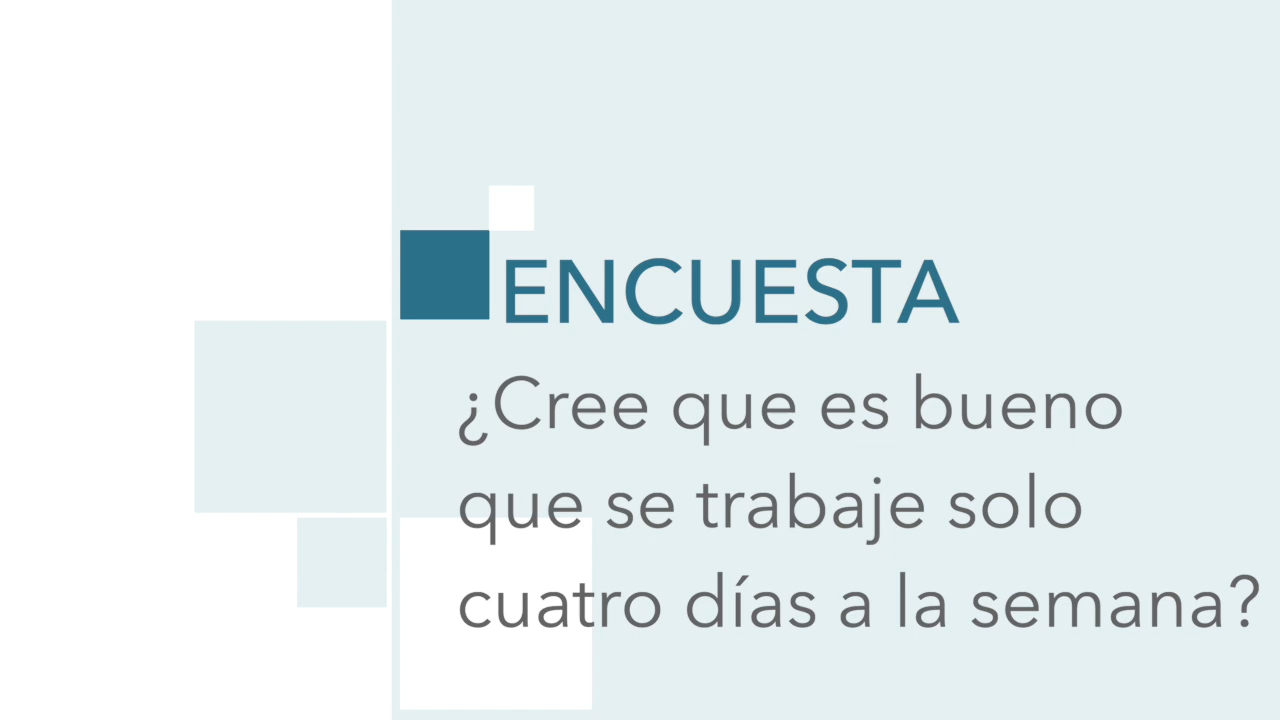 ENCUESTA
¿Cree que es bueno
que se trabaje solo
cuatro días a la semana?